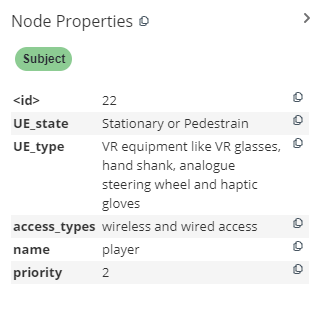 Node Properties
Subject
<id> 22
UE_state Stationary or Pedestrain
UE_type VR equipment like VR glasses,
hand shank, analogue
steering wheel and haptic
gloves
access_types wireless and wired access
name player
priority 2